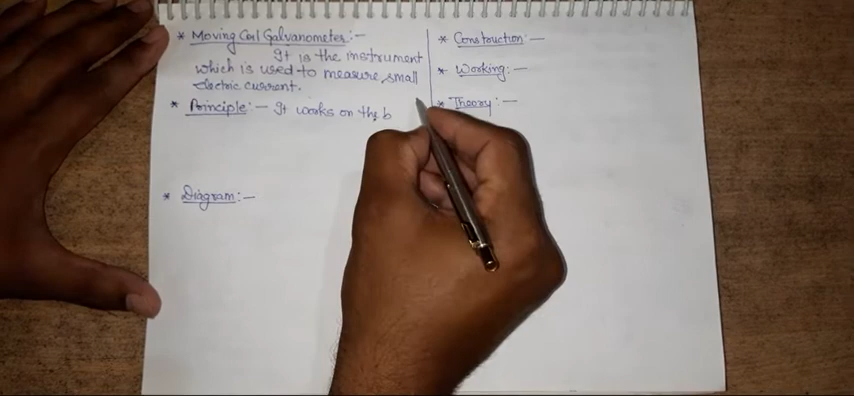 * Moving Coil Galvanometer:-
It is the instrument
which is used to measure small
electric current.
* Principle:- It works on the b
* Diagram:-
* Construction:-
* Working:-
* Theory:-